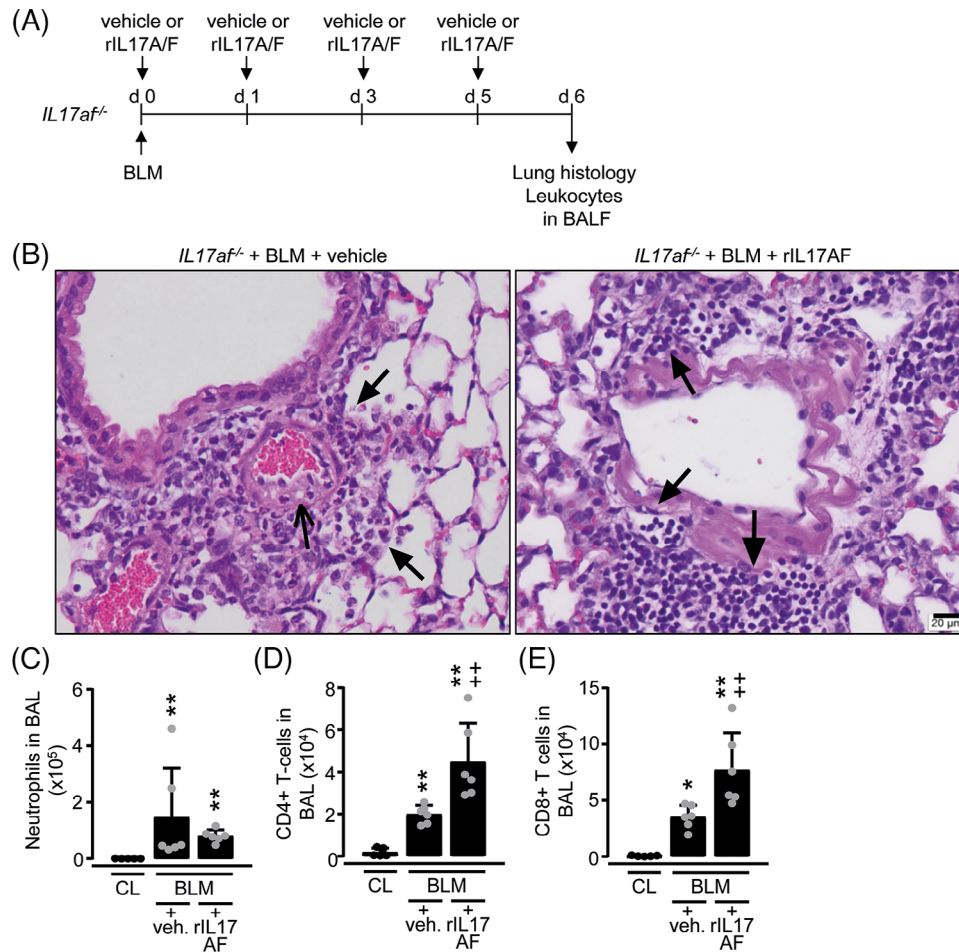 (A)
vehicle or vehicle or vehicle or vehicle or
rIL17A/F rIL17A/F rIL17A/F rIL17A/F
d 0 d 1 d 3 d 5 d 6
IL17af-/-
BLM
Lung histology
Leukocytes
in BALF
(B)
IL17af-/- + BLM + vehicle
IL17af-/- + BLM + rIL17AF
20 µm
(C)
Neutrophils in BAL
(x10⁵)
6
4
2
0
**
**
CL BLM
+ +
veh. rIL17
AF
(D)
CD4+ T-cells in
BAL (x10⁴)
8
6
4
2
0
**
**
++
CL BLM
+ +
veh. rIL17
AF
(E)
CD8+ T cells in
BAL (x10⁴)
15
10
5
0
*
**
++
CL BLM
+ +
veh. rIL17
AF